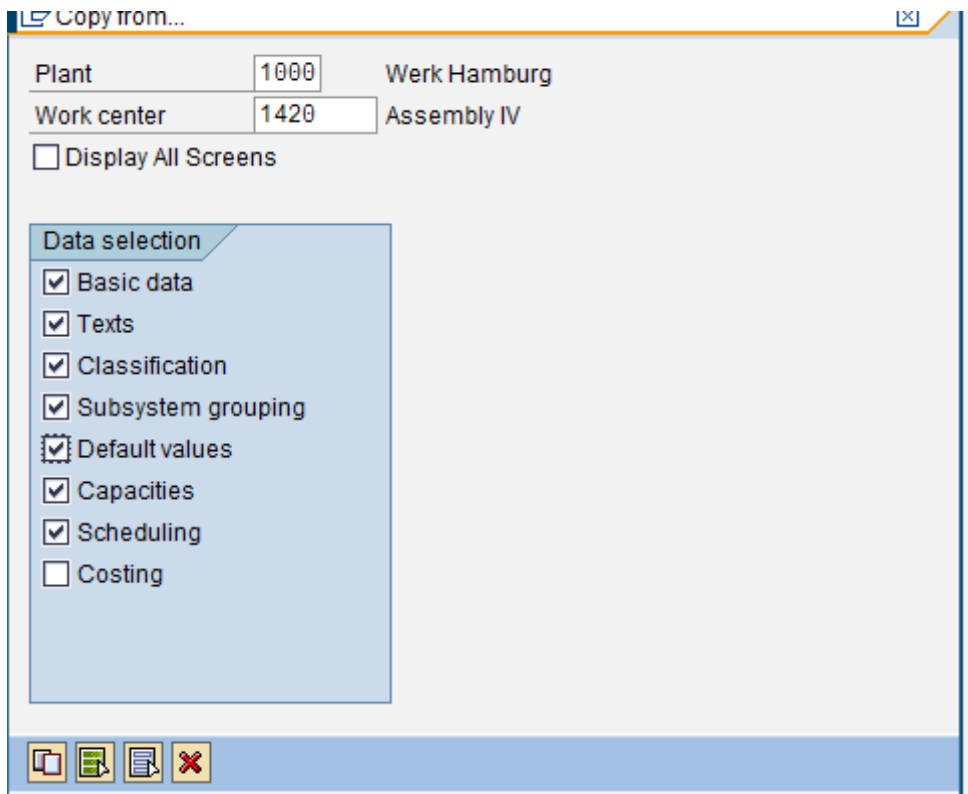 Copy from...
Plant 1000 Werk Hamburg
Work center 1420 Assembly IV
Display All Screens
Data selection
Basic data
Texts
Classification
Subsystem grouping
Default values
Capacities
Scheduling
Costing